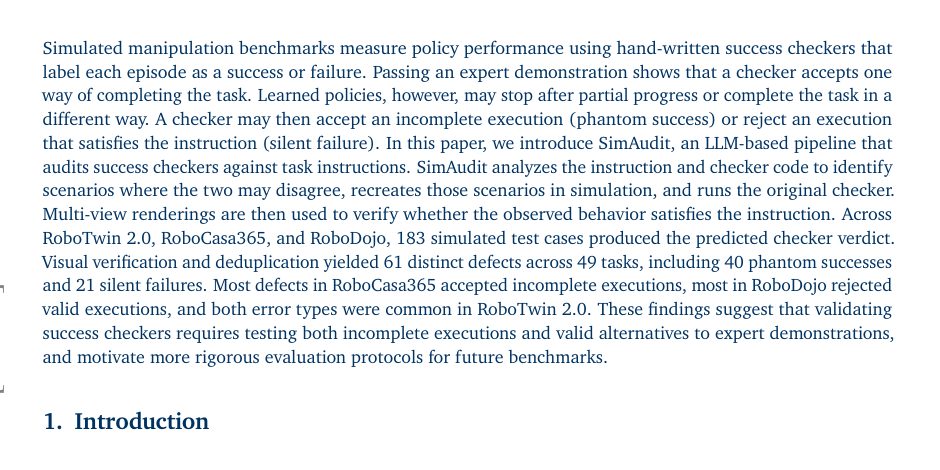 Simulated manipulation benchmarks measure policy performance using hand-written success checkers that
label each episode as a success or failure. Passing an expert demonstration shows that a checker accepts one
way of completing the task. Learned policies, however, may stop after partial progress or complete the task in a
different way. A checker may then accept an incomplete execution (phantom success) or reject an execution
that satisfies the instruction (silent failure). In this paper, we introduce SimAudit, an LLM-based pipeline that
audits success checkers against task instructions. SimAudit analyzes the instruction and checker code to identify
scenarios where the two may disagree, recreates those scenarios in simulation, and runs the original checker.
Multi-view renderings are then used to verify whether the observed behavior satisfies the instruction. Across
RoboTwin 2.0, RoboCasa365, and RoboDojo, 183 simulated test cases produced the predicted checker verdict.
Visual verification and deduplication yielded 61 distinct defects across 49 tasks, including 40 phantom successes
and 21 silent failures. Most defects in RoboCasa365 accepted incomplete executions, most in RoboDojo rejected
valid executions, and both error types were common in RoboTwin 2.0. These findings suggest that validating
success checkers requires testing both incomplete executions and valid alternatives to expert demonstrations,
and motivate more rigorous evaluation protocols for future benchmarks.
1. Introduction